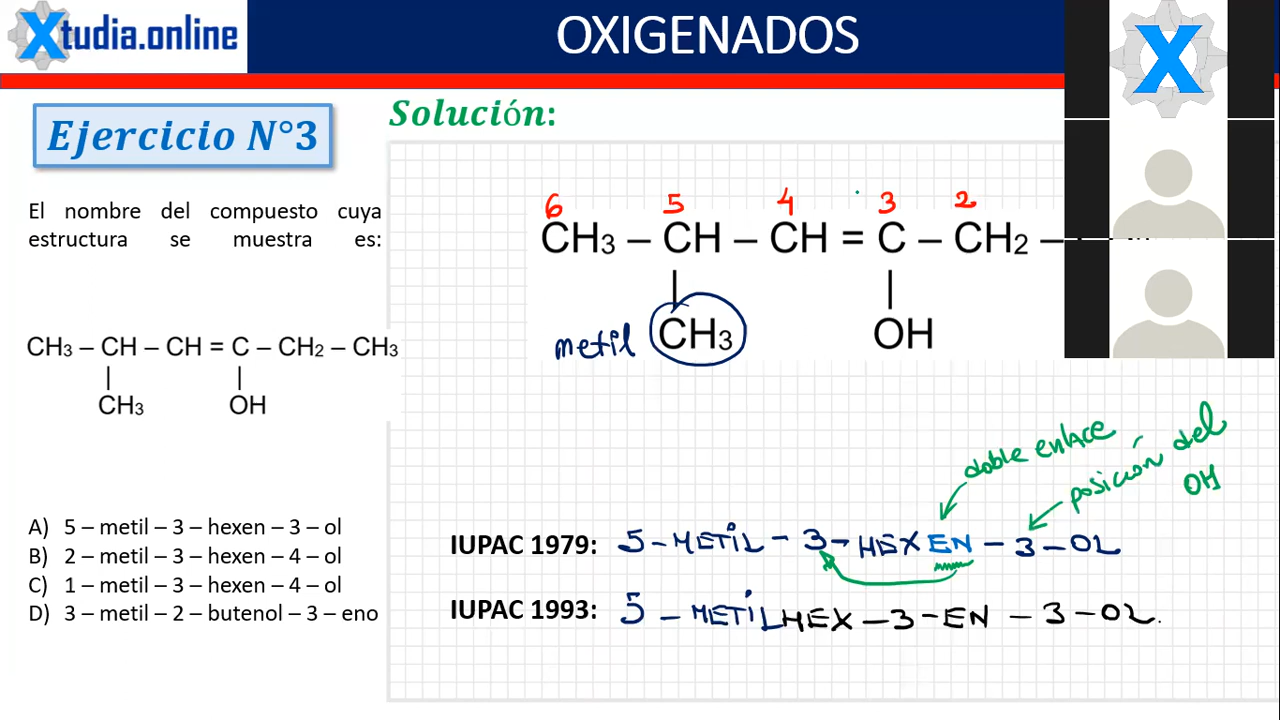 Xtudia.online
OXIGENADOS
X
Ejercicio N°3
Solución:
El nombre del compuesto cuya
estructura se muestra es:
6 5 4 3 2
CH3 – CH – CH = C – CH2 –
metil CH3 OH
CH3 – CH – CH = C – CH2 – CH3
CH3 OH
doble enlace
posición del
OH
A) 5 – metil – 3 – hexen – 3 – ol
B) 2 – metil – 3 – hexen – 4 – ol
C) 1 – metil – 3 – hexen – 4 – ol
D) 3 – metil – 2 – butenol – 3 – eno
IUPAC 1979: 5 - METIL - 3 - HEXEN - 3 - OL
IUPAC 1993: 5 - METILHEX - 3 - EN - 3 - OL.